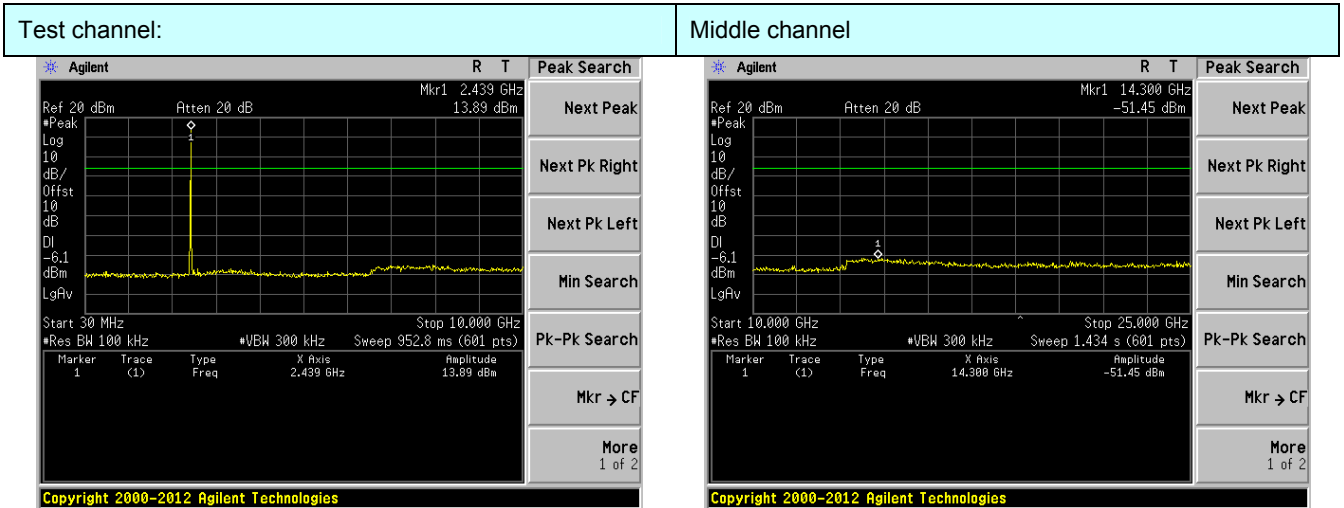 Test channel: Middle channel
Agilent R T Peak Search
Mkr1 2.439 GHz
Ref 20 dBm Atten 20 dB 13.89 dBm
#Peak
Log
10
dB/
Offst
10
dB
DI
-6.1
dBm
LgAv
1
Start 30 MHz Stop 10.000 GHz
#Res BW 100 kHz #VBW 300 kHz Sweep 952.8 ms (601 pts)
Marker Trace Type X Axis Amplitude
1 (1) Freq 2.439 GHz 13.89 dBm
Next Peak
Next Pk Right
Next Pk Left
Min Search
Pk-Pk Search
Mkr → CF
More
1 of 2
Copyright 2000-2012 Agilent Technologies
Agilent R T Peak Search
Mkr1 14.300 GHz
Ref 20 dBm Atten 20 dB -51.45 dBm
#Peak
Log
10
dB/
Offst
10
dB
DI
-6.1
dBm
LgAv
1
Start 10.000 GHz Stop 25.000 GHz
#Res BW 100 kHz #VBW 300 kHz Sweep 1.434 s (601 pts)
Marker Trace Type X Axis Amplitude
1 (1) Freq 14.300 GHz -51.45 dBm
Next Peak
Next Pk Right
Next Pk Left
Min Search
Pk-Pk Search
Mkr → CF
More
1 of 2
Copyright 2000-2012 Agilent Technologies